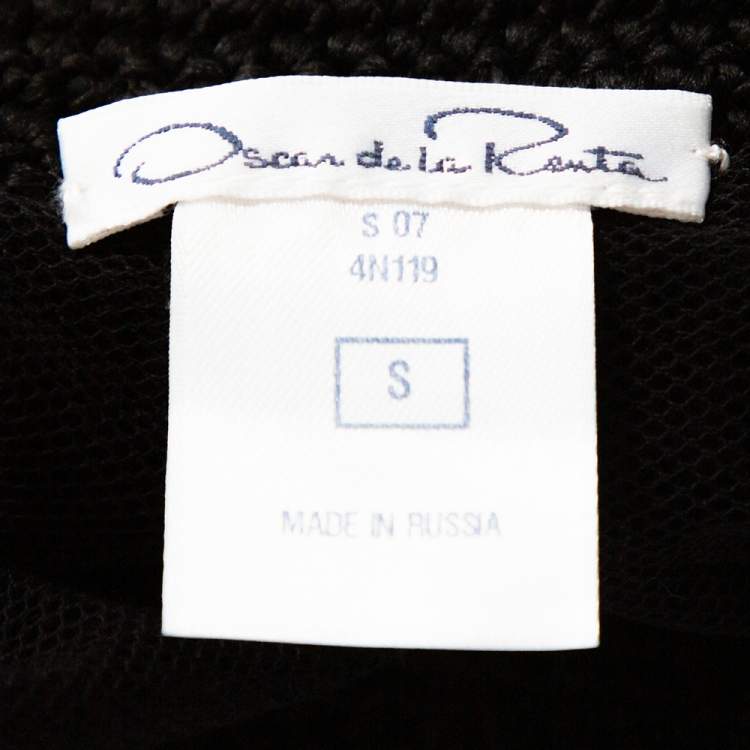 Oscar de la Renta
S 07
4N119
S
MADE IN RUSSIA